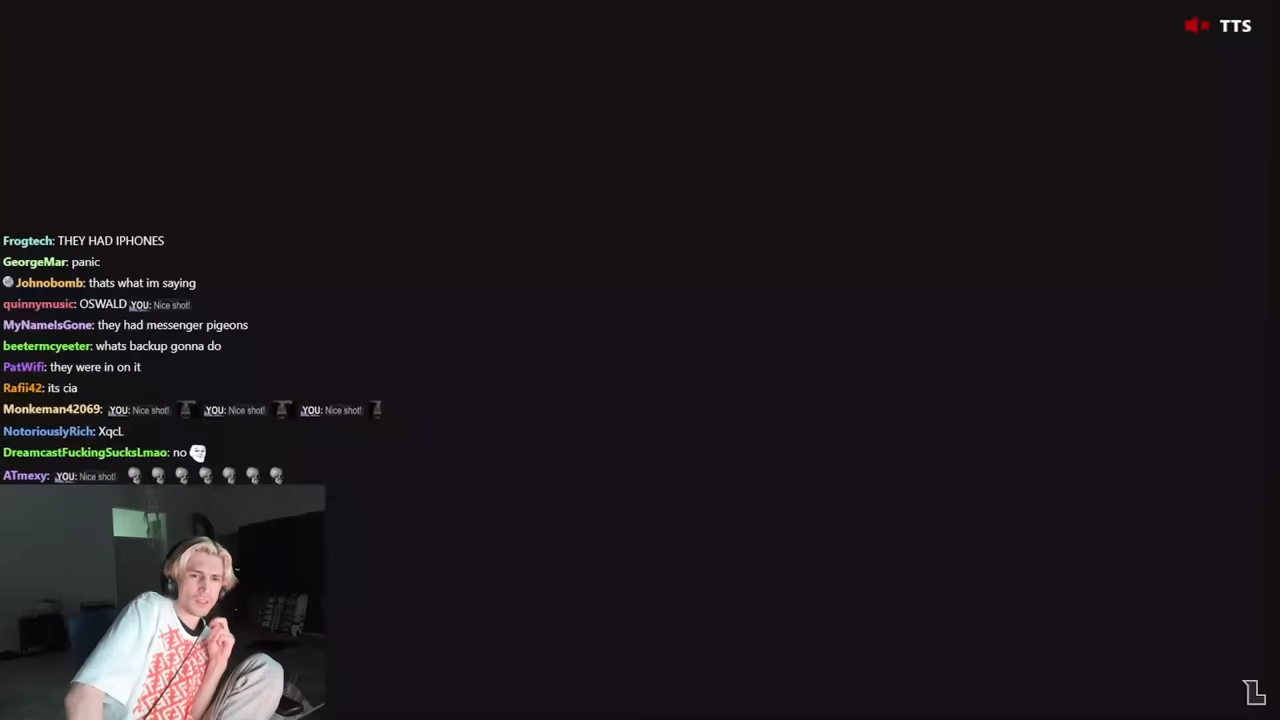 TTS
Frogtech: THEY HAD IPHONES
GeorgeMar: panic
Johnobomb: thats what im saying
quinnymusic: OSWALD YOU: Nice shot!
MyNameIsGone: they had messenger pigeons
beetermcyeeter: whats backup gonna do
PatWifi: they were in on it
Rafii42: its cia
Monkeman42069: YOU: Nice shot! YOU: Nice shot! YOU: Nice shot!
NotoriouslyRich: XqcL
DreamcastFuckingSucksLmao: no
ATmexy: YOU: Nice shot!